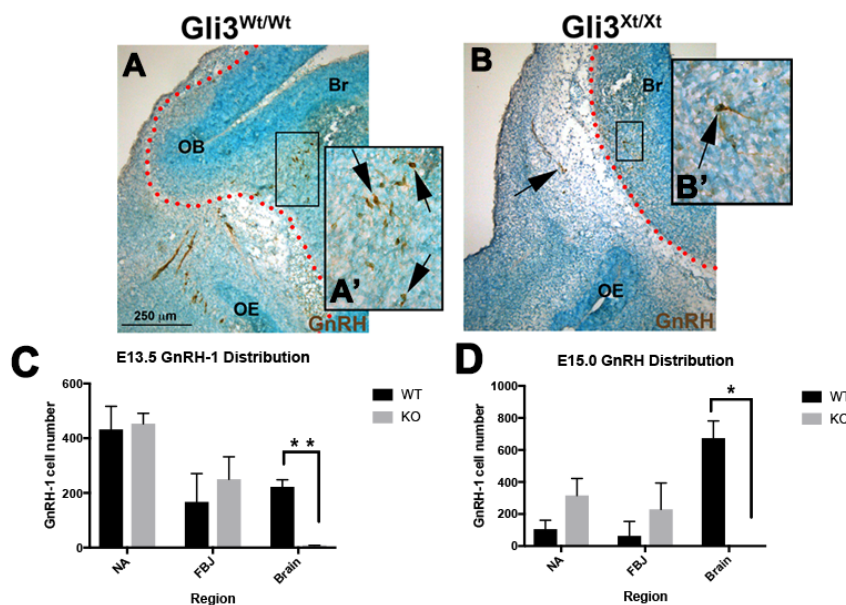 Gli3Wt/Wt
Gli3Xt/Xt
A
OB
Br
OE
250 µm
A'
GnRH
B
Br
B'
OE
GnRH
C
E13.5 GnRH-1 Distribution
GnRH-1 cell number
600
400
200
0
**
WT
KO
NA
FBJ
Brain
Region
D
E15.0 GnRH Distribution
GnRH-1 cell number
1000
800
600
400
200
0
*
WT
KO
NA
FBJ
Brain
Region